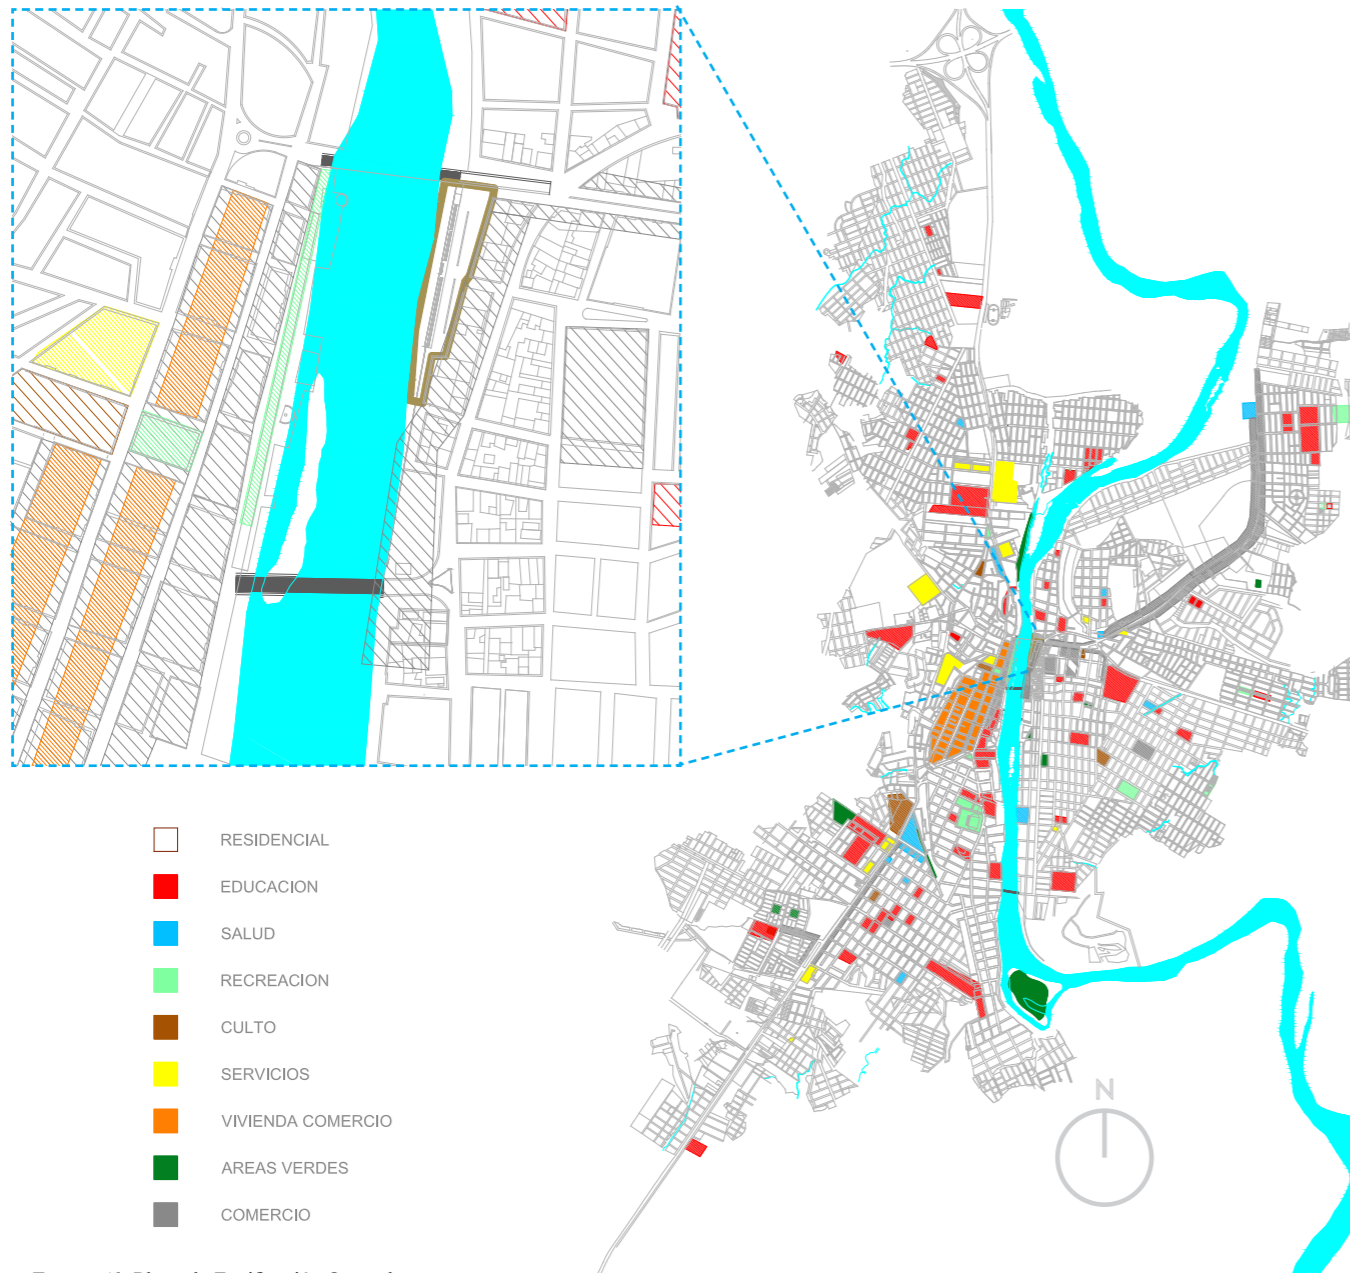 N
RESIDENCIAL
EDUCACION
SALUD
RECREACION
CULTO
SERVICIOS
VIVIENDA COMERCIO
AREAS VERDES
COMERCIO